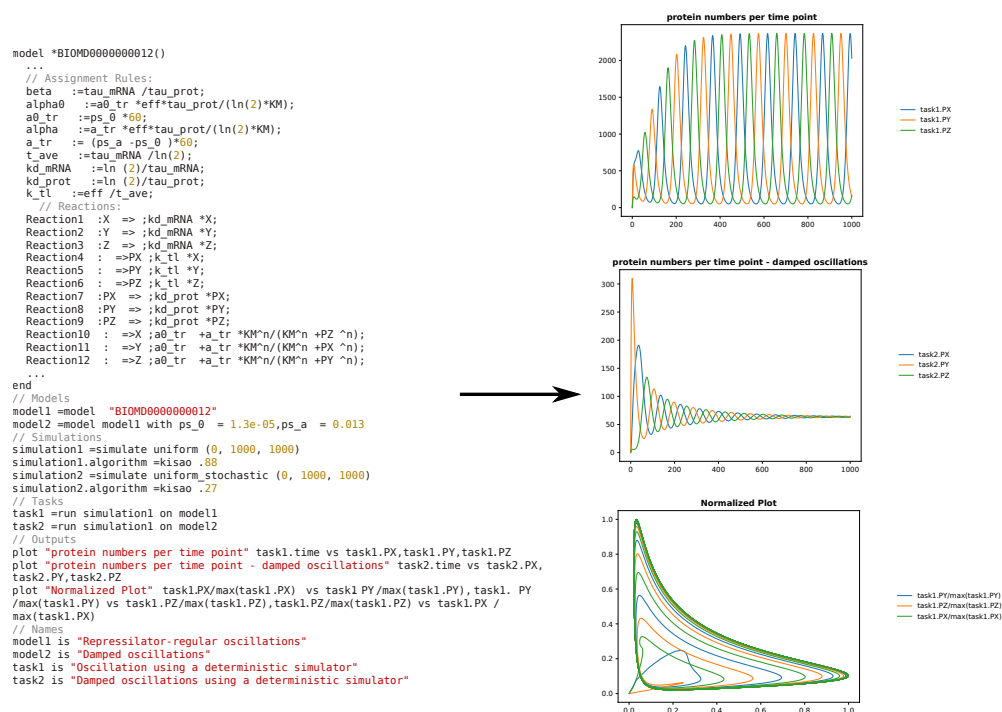 model *BIOMD0000000012()
...
// Assignment Rules:
beta :=tau_mRNA /tau_prot;
alpha0 :=a0_tr *eff*tau_prot/(ln(2)*KM);
a0_tr :=ps_0 *60;
alpha :=a_tr *eff*tau_prot/(ln(2)*KM);
a_tr := (ps_a -ps_0 )*60;
t_ave :=tau_mRNA /ln(2);
kd_mRNA :=ln (2)/tau_mRNA;
kd_prot :=ln (2)/tau_prot;
k_tl :=eff /t_ave;
// Reactions:
Reaction1 :X => ;kd_mRNA *X;
Reaction2 :Y => ;kd_mRNA *Y;
Reaction3 :Z => ;kd_mRNA *Z;
Reaction4 : =>PX ;k_tl *X;
Reaction5 : =>PY ;k_tl *Y;
Reaction6 : =>PZ ;k_tl *Z;
Reaction7 :PX => ;kd_prot *PX;
Reaction8 :PY => ;kd_prot *PY;
Reaction9 :PZ => ;kd_prot *PZ;
Reaction10 : =>X ;a0_tr +a_tr *KM^n/(KM^n +PZ ^n);
Reaction11 : =>Y ;a0_tr +a_tr *KM^n/(KM^n +PX ^n);
Reaction12 : =>Z ;a0_tr +a_tr *KM^n/(KM^n +PY ^n);
...
end
// Models
model1 =model "BIOMD0000000012"
model2 =model model1 with ps_0 = 1.3e-05,ps_a = 0.013
// Simulations
simulation1 =simulate uniform (0, 1000, 1000)
simulation1.algorithm =kisao .88
simulation2 =simulate uniform_stochastic (0, 1000, 1000)
simulation2.algorithm =kisao .27
// Tasks
task1 =run simulation1 on model1
task2 =run simulation1 on model2
// Outputs
plot "protein numbers per time point" task1.time vs task1.PX,task1.PY,task1.PZ
plot "protein numbers per time point - damped oscillations" task2.time vs task2.PX,
task2.PY,task2.PZ
plot "Normalized Plot" task1.PX/max(task1.PX) vs task1 PY/max(task1.PY),task1. PY
/max(task1.PY) vs task1.PZ/max(task1.PZ),task1.PZ/max(task1.PZ) vs task1.PX /
max(task1.PX)
// Names
model1 is "Repressilator-regular oscillations"
model2 is "Damped oscillations"
task1 is "Oscillation using a deterministic simulator"
task2 is "Damped oscillations using a deterministic simulator"
protein numbers per time point
2000
1500
1000
500
0
0 200 400 600 800 1000
task1.PX
task1.PY
task1.PZ
protein numbers per time point - damped oscillations
300
250
200
150
100
50
0
0 200 400 600 800 1000
task2.PX
task2.PY
task2.PZ
Normalized Plot
1.0
0.8
0.6
0.4
0.2
0.0
0.0 0.2 0.4 0.6 0.8 1.0
task1.PY/max(task1.PY)
task1.PZ/max(task1.PZ)
task1.PX/max(task1.PX)